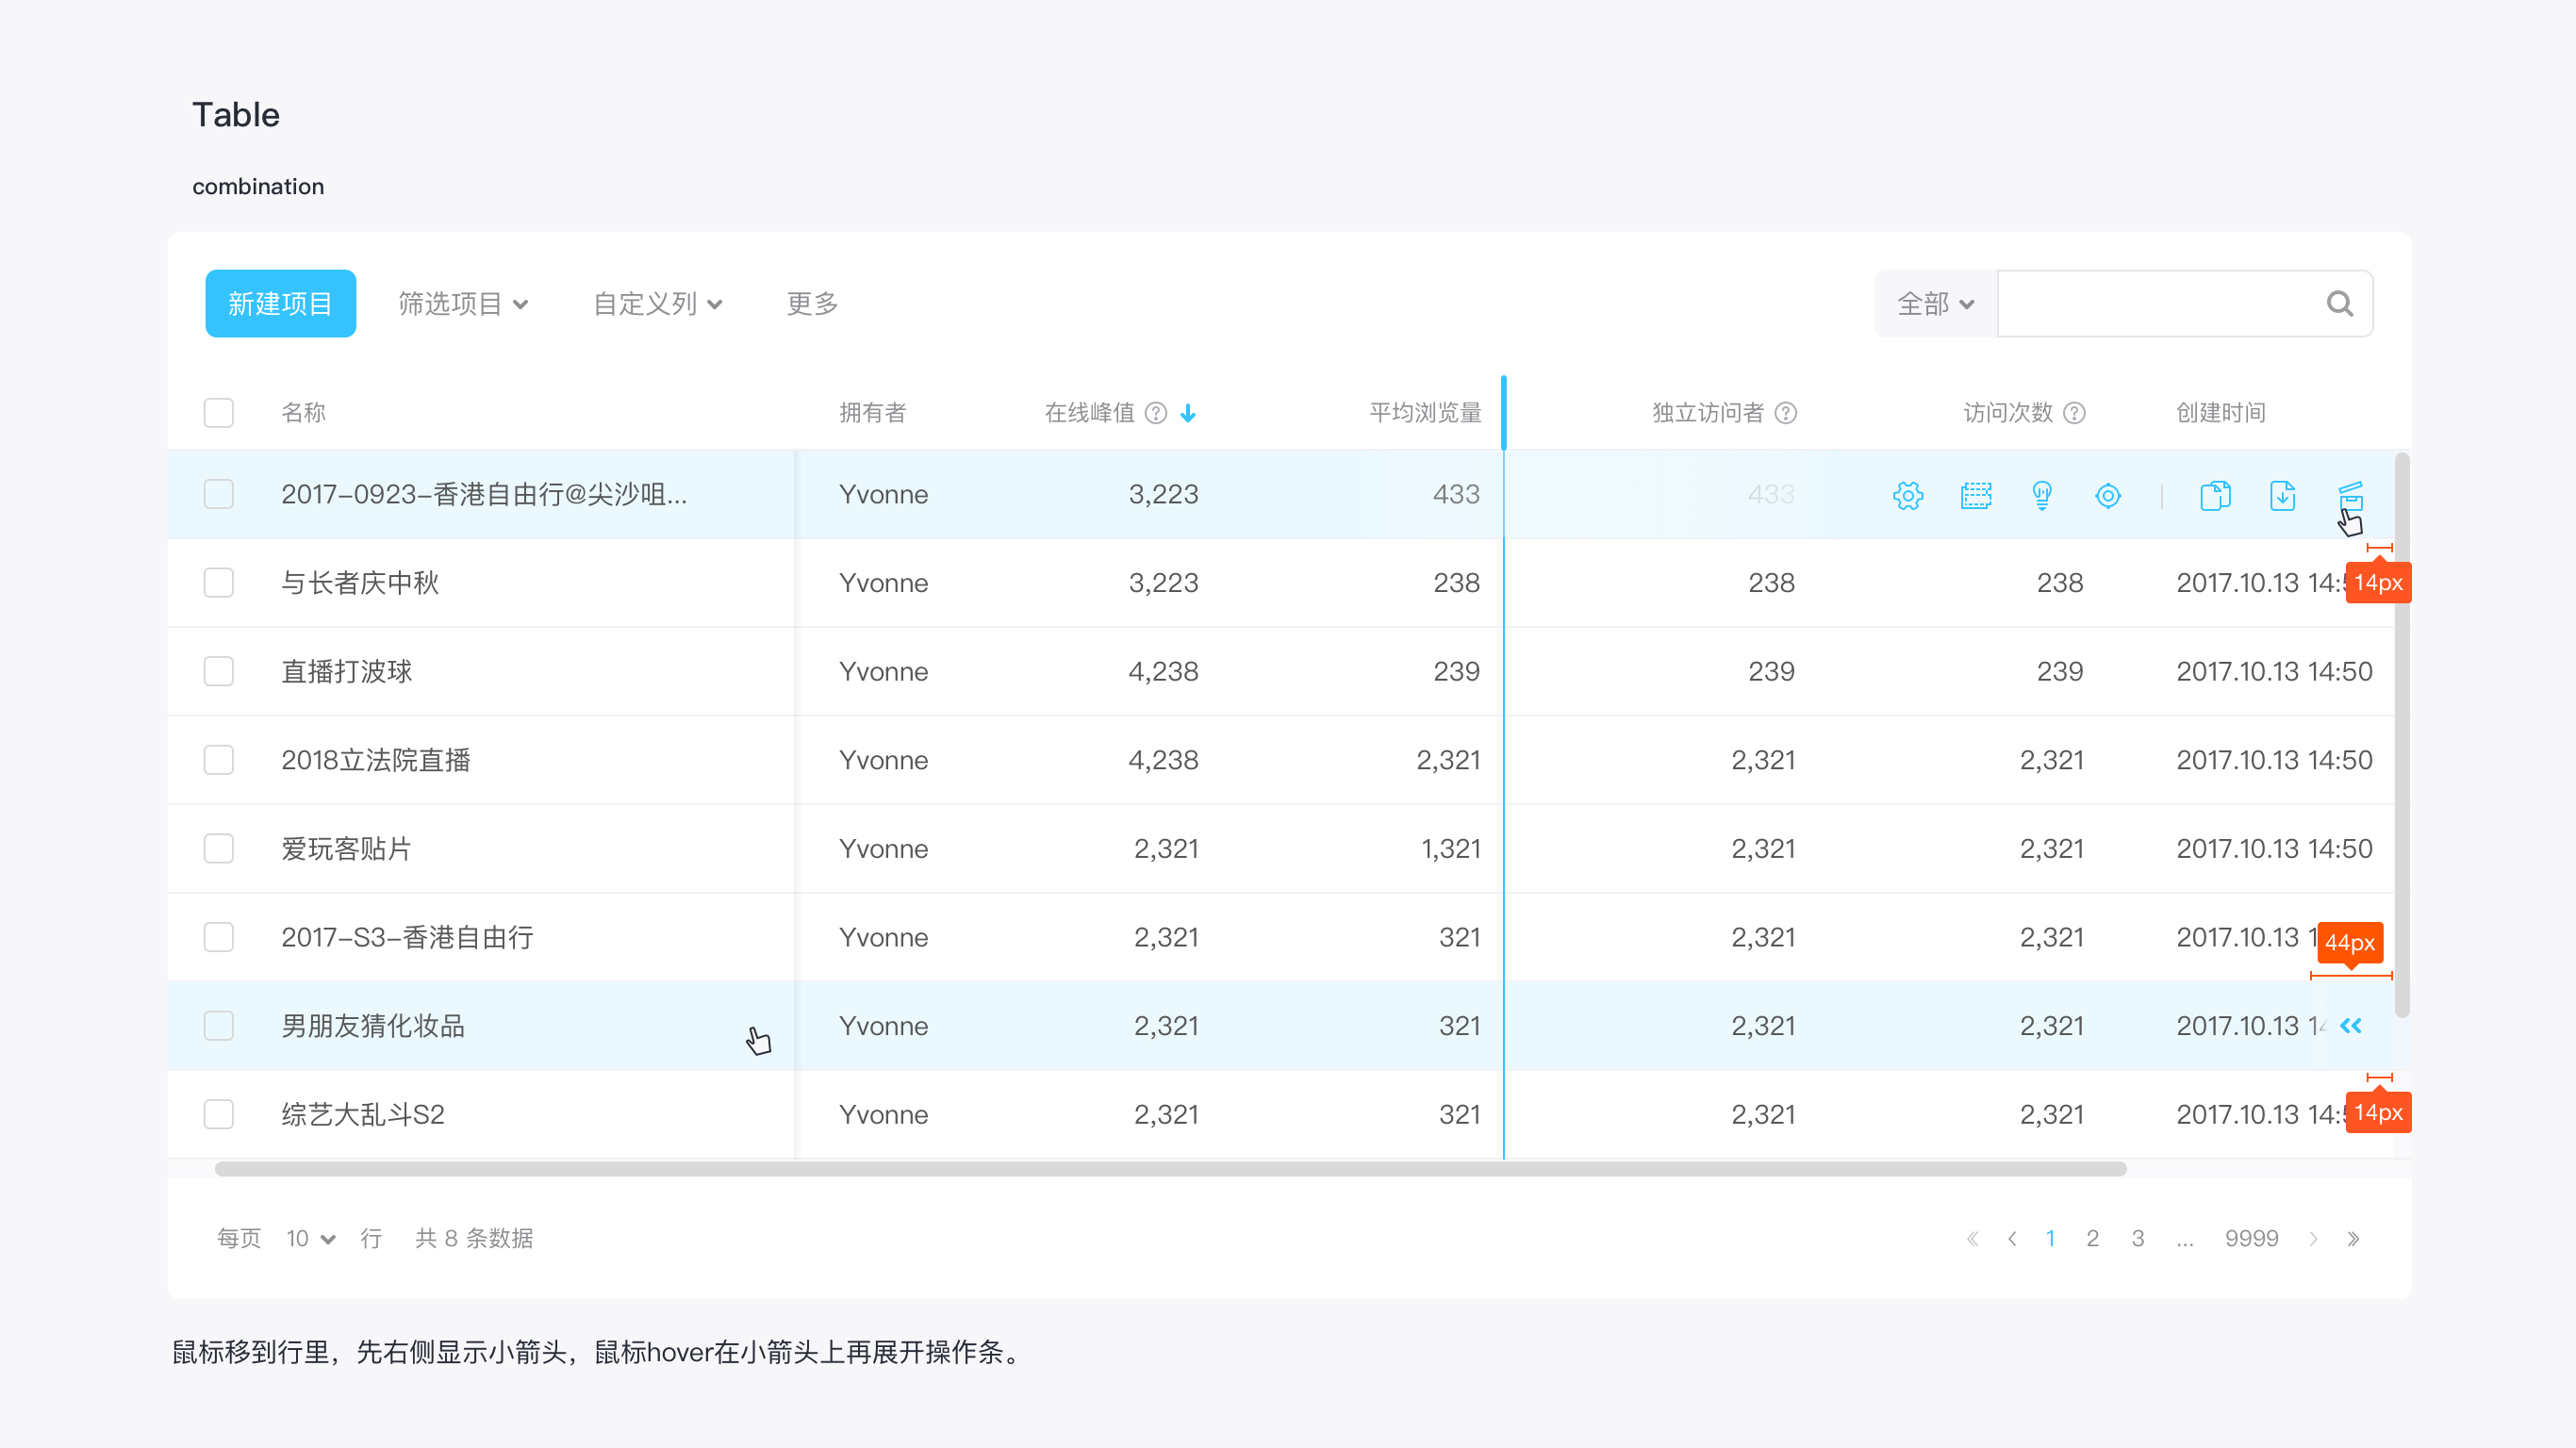 Table
combination
新建项目 筛选项目 自定义列 更多 全部
名称 拥有者 在线峰值 平均浏览量 独立访问者 访问次数 创建时间
2017-0923-香港自由行@尖沙咀... Yvonne 3,223 433 433
与长者庆中秋 Yvonne 3,223 238 238 238 2017.10.13 14:5 14px
直播打波球 Yvonne 4,238 239 239 239 2017.10.13 14:50
2018立法院直播 Yvonne 4,238 2,321 2,321 2,321 2017.10.13 14:50
爱玩客贴片 Yvonne 2,321 1,321 2,321 2,321 2017.10.13 14:50
2017-S3-香港自由行 Yvonne 2,321 321 2,321 2,321 2017.10.13 1 44px
男朋友猜化妆品 Yvonne 2,321 321 2,321 2,321 2017.10.13 14
综艺大乱斗S2 Yvonne 2,321 321 2,321 2,321 2017.10.13 14:5 14px
每页 10 行 共 8 条数据 1 2 3 ... 9999
鼠标移到行里，先右侧显示小箭头，鼠标hover在小箭头上再展开操作条。